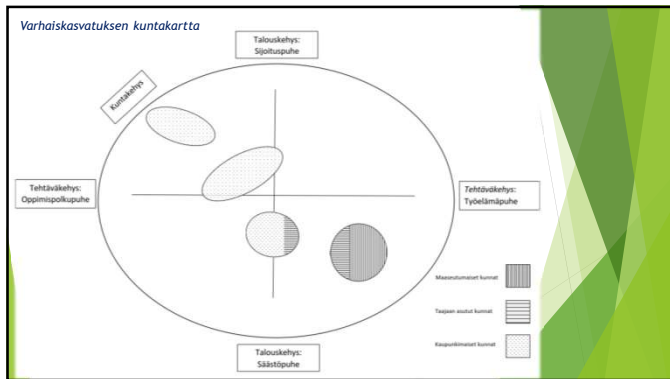 Varhaiskasvatuksen kuntakartta
Talouskehys:
Sijoituspuhe
Kuntakehys
Tehtäväkehys:
Oppimispolkupuhe
Tehtäväkehys:
Työelämäpuhe
Maaseutumaiset kunnat
Taajaan asutut kunnat
Kaupunkimaiset kunnat
Talouskehys:
Säästöpuhe